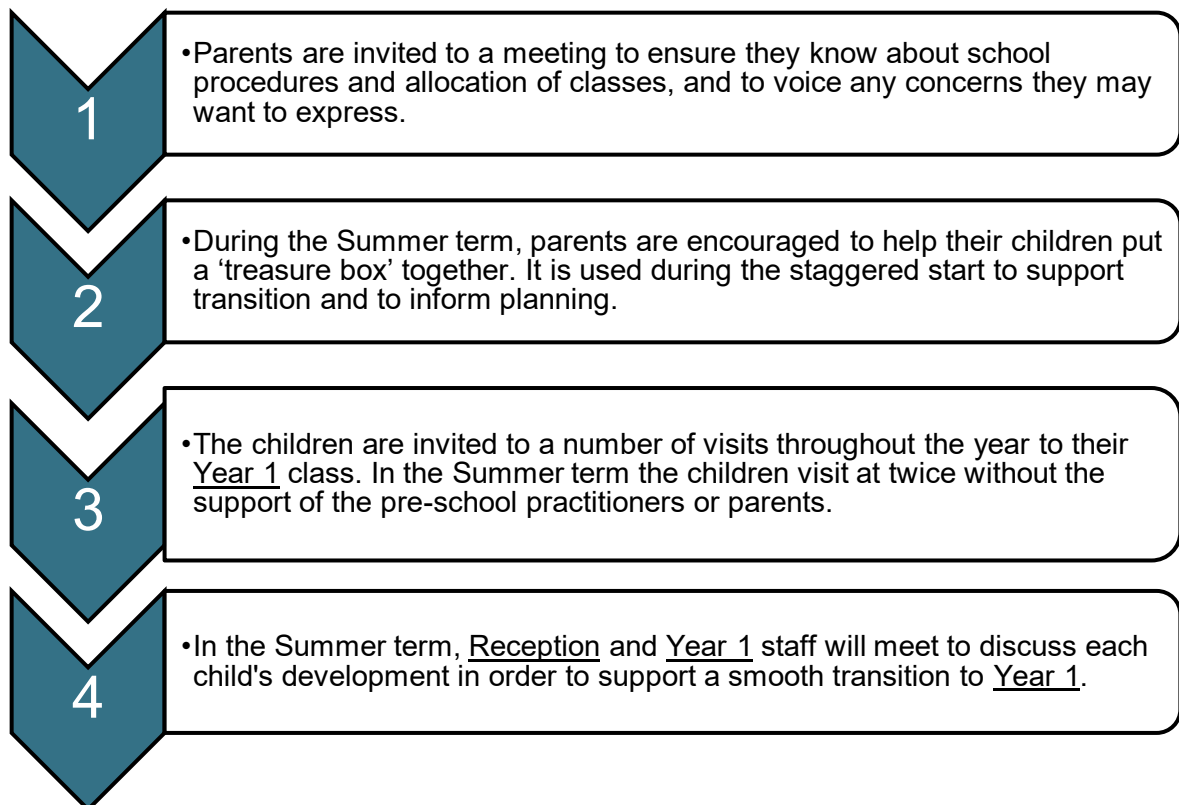 1
•Parents are invited to a meeting to ensure they know about school
procedures and allocation of classes, and to voice any concerns they may
want to express.
2
•During the Summer term, parents are encouraged to help their children put
a ‘treasure box’ together. It is used during the staggered start to support
transition and to inform planning.
3
•The children are invited to a number of visits throughout the year to their
Year 1 class. In the Summer term the children visit at twice without the
support of the pre-school practitioners or parents.
4
•In the Summer term, Reception and Year 1 staff will meet to discuss each
child's development in order to support a smooth transition to Year 1.